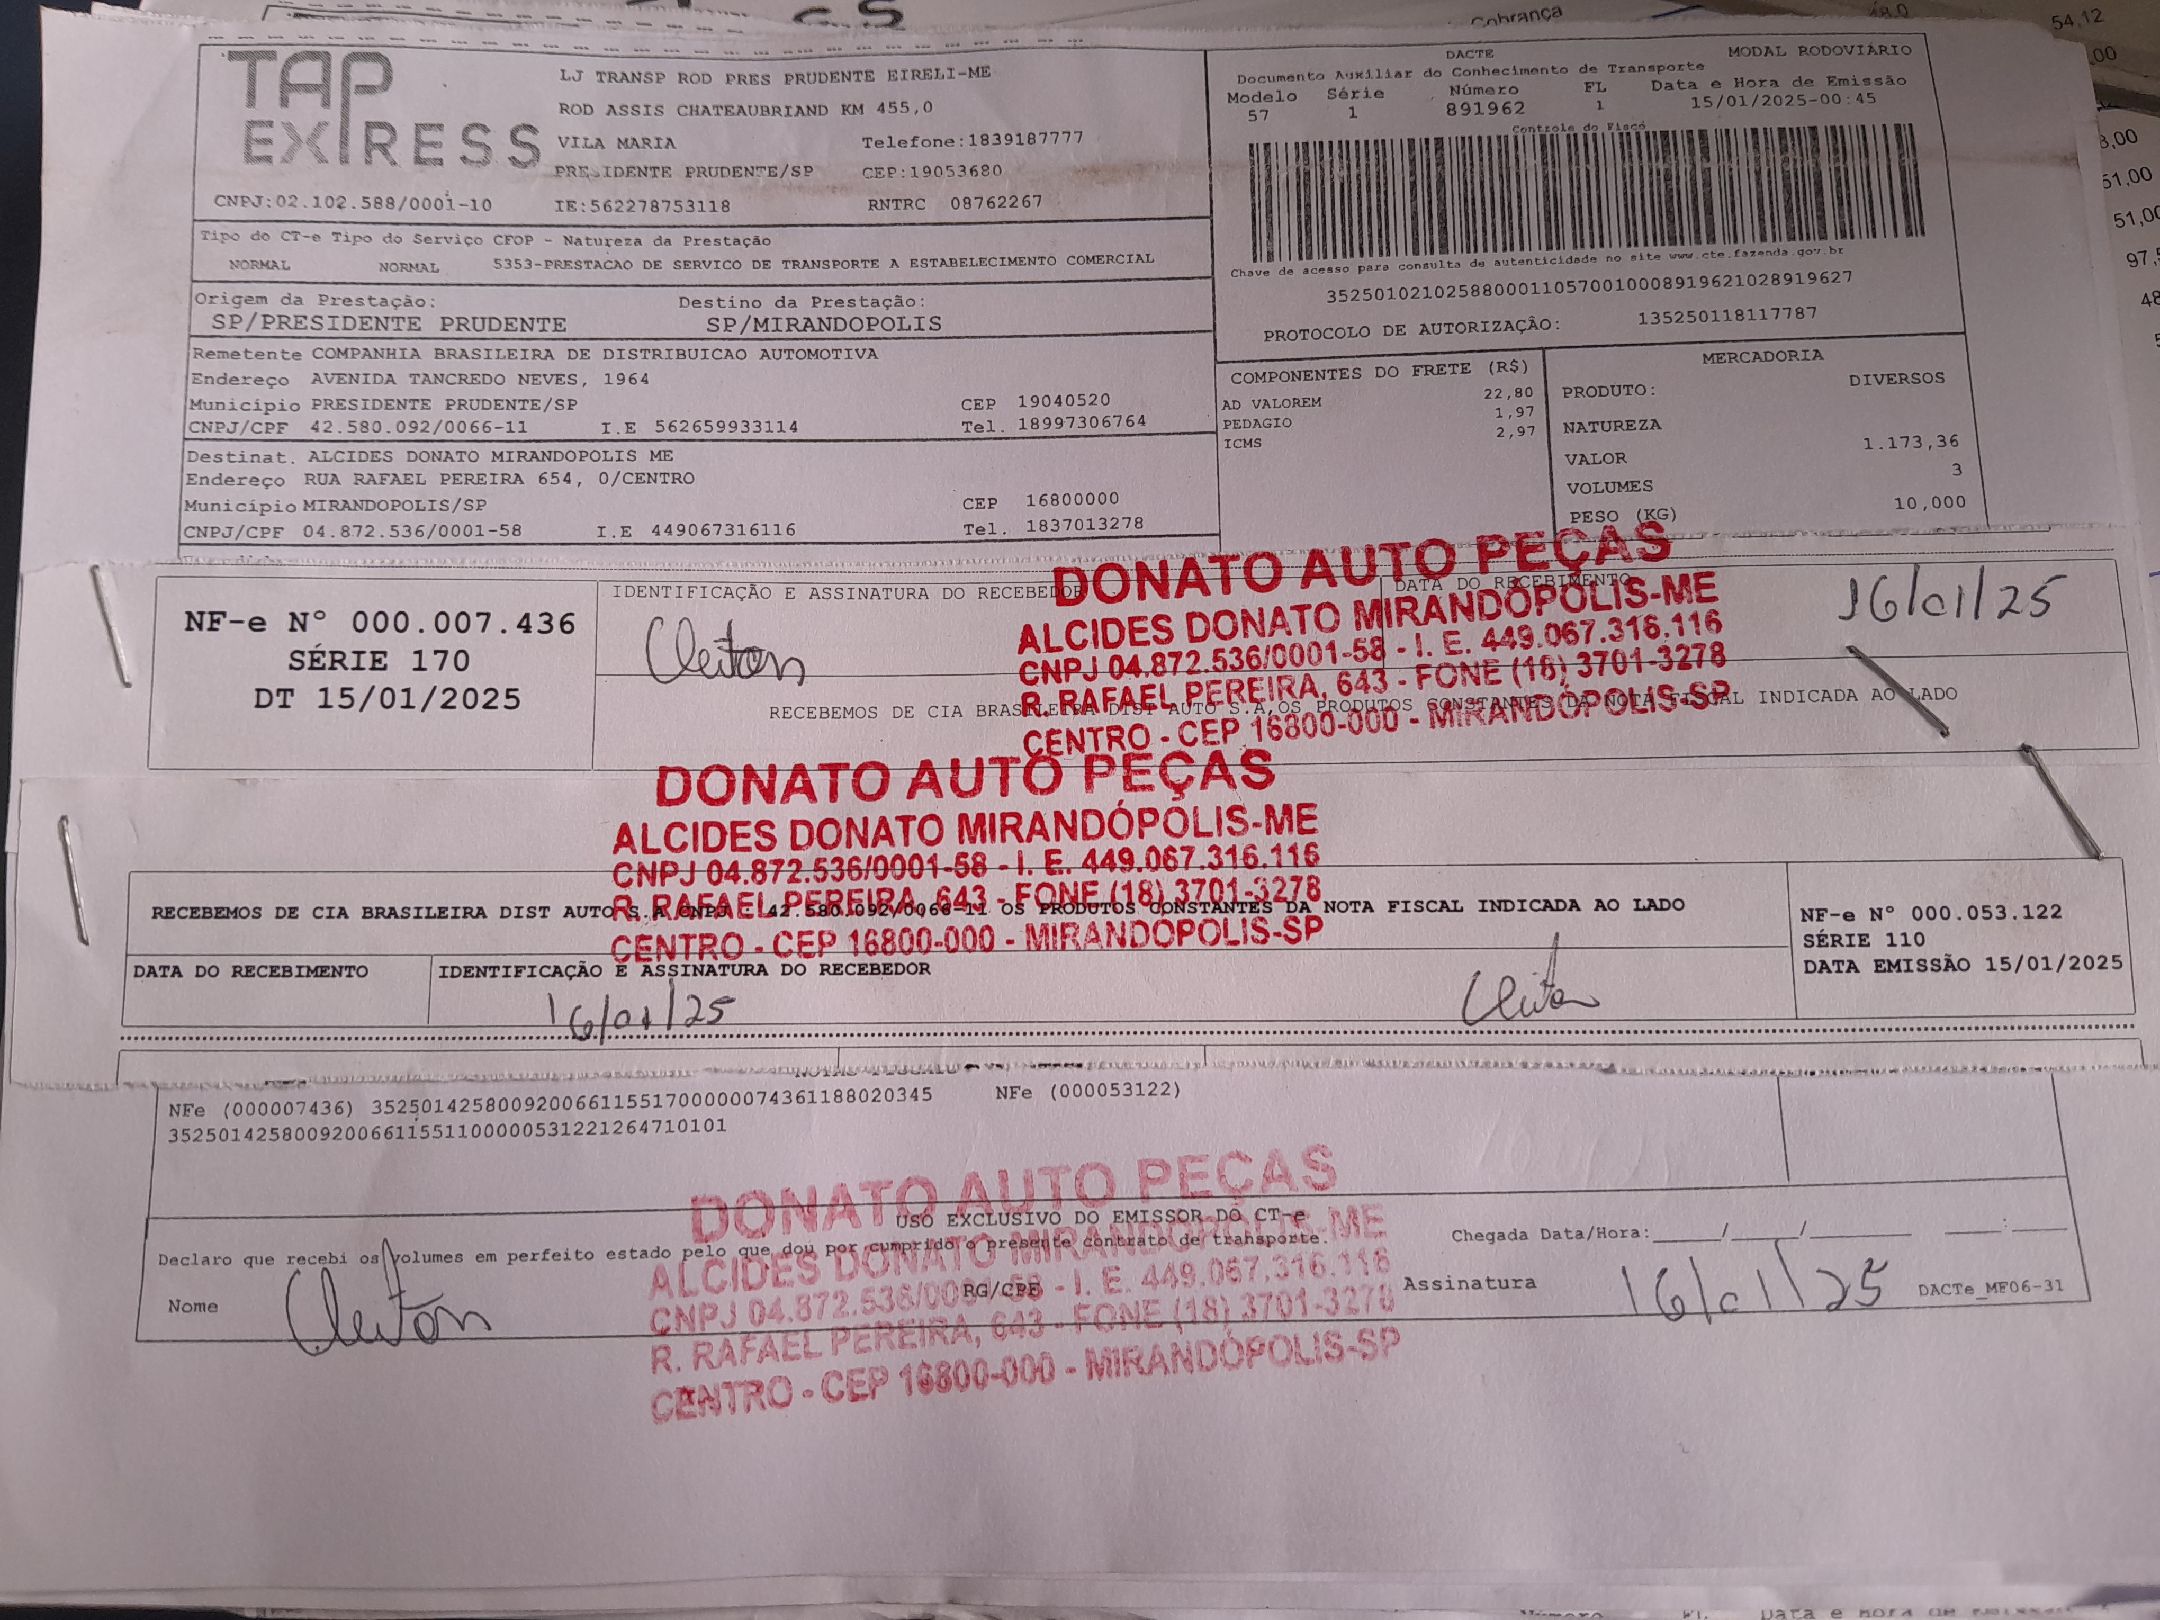 Cobrança
54,12
TAP EXPRESS
LJ TRANSP ROD PRES PRUDENTE EIRELI-ME
ROD ASSIS CHATEAUBRIAND KM 455,0
VILA MARIA Telefone:1839187777
PRESIDENTE PRUDENTE/SP CEP:19053680
CNPJ:02.102.588/0001-10 IE:562278753118 RNTRC 08762267
DACTE MODAL RODOVIÁRIO
Documento Auxiliar do Conhecimento de Transporte
Modelo Série Número FL Data e Hora de Emissão
57 1 891962 1 15/01/2025-00:45
Controle do Fisco
Chave de acesso para consulta de autenticidade no site www.cte.fazenda.gov.br
35250102102588000110570010008919621028919627
PROTOCOLO DE AUTORIZAÇÃO: 135250118117787
Tipo do CT-e Tipo do Serviço CFOP - Natureza da Prestação
NORMAL NORMAL 5353-PRESTACAO DE SERVICO DE TRANSPORTE A ESTABELECIMENTO COMERCIAL
Origem da Prestação: Destino da Prestação:
SP/PRESIDENTE PRUDENTE SP/MIRANDOPOLIS
Remetente COMPANHIA BRASILEIRA DE DISTRIBUICAO AUTOMOTIVA
Endereço AVENIDA TANCREDO NEVES, 1964
Município PRESIDENTE PRUDENTE/SP CEP 19040520
CNPJ/CPF 42.580.092/0066-11 I.E 562659933114 Tel. 18997306764
Destinat. ALCIDES DONATO MIRANDOPOLIS ME
Endereço RUA RAFAEL PEREIRA 654, 0/CENTRO
Município MIRANDOPOLIS/SP CEP 16800000
CNPJ/CPF 04.872.536/0001-58 I.E 449067316116 Tel. 1837013278
COMPONENTES DO FRETE (R$)
22,80
AD VALOREM 1,97
PEDAGIO 2,97
ICMS
MERCADORIA
PRODUTO: DIVERSOS
NATUREZA
VALOR 1.173,36
VOLUMES 3
PESO (KG) 10,000
NF-e Nº 000.007.436
SÉRIE 170
DT 15/01/2025
IDENTIFICAÇÃO E ASSINATURA DO RECEBEDOR
DATA DO RECEBIMENTO
Cleiton
16/01/25
RECEBEMOS DE CIA BRASILEIRA DIST AUTO S.A,OS PRODUTOS CONSTANTES DA NOTA FISCAL INDICADA AO LADO
DONATO AUTO PEÇAS
ALCIDES DONATO MIRANDÓPOLIS-ME
CNPJ 04.872.536/0001-58 - I. E. 449.067.316.116
R. RAFAEL PEREIRA, 643 - FONE (18) 3701-3278
CENTRO - CEP 16800-000 - MIRANDÓPOLIS-SP
DONATO AUTO PEÇAS
ALCIDES DONATO MIRANDÓPOLIS-ME
CNPJ 04.872.536/0001-58 - I. E. 449.067.316.116
R. RAFAEL PEREIRA, 643 - FONE (18) 3701-3278
CENTRO - CEP 16800-000 - MIRANDÓPOLIS-SP
RECEBEMOS DE CIA BRASILEIRA DIST AUTO S.A CNPJ : 42.580.092/0066-11 OS PRODUTOS CONSTANTES DA NOTA FISCAL INDICADA AO LADO
NF-e Nº 000.053.122
SÉRIE 110
DATA EMISSÃO 15/01/2025
DATA DO RECEBIMENTO IDENTIFICAÇÃO E ASSINATURA DO RECEBEDOR
16/01/25
Cleiton
NFe (000007436) 35250142580092006611551700000074361188020345 NFe (000053122)
35250142580092006611551100000531221264710101
DONATO AUTO PEÇAS
ALCIDES DONATO MIRANDÓPOLIS-ME
CNPJ 04.872.536/0001-58 - I. E. 449.067.316.116
R. RAFAEL PEREIRA, 643 - FONE (18) 3701-3278
CENTRO - CEP 16800-000 - MIRANDÓPOLIS-SP
USO EXCLUSIVO DO EMISSOR DO CT-e
Declaro que recebi os volumes em perfeito estado pelo que dou por cumprido o presente contrato de transporte.
Chegada Data/Hora:_____/_____/_______ ____:____
Nome Cleiton RG/CPF Assinatura 16/01/25 DACTe_MF06-31